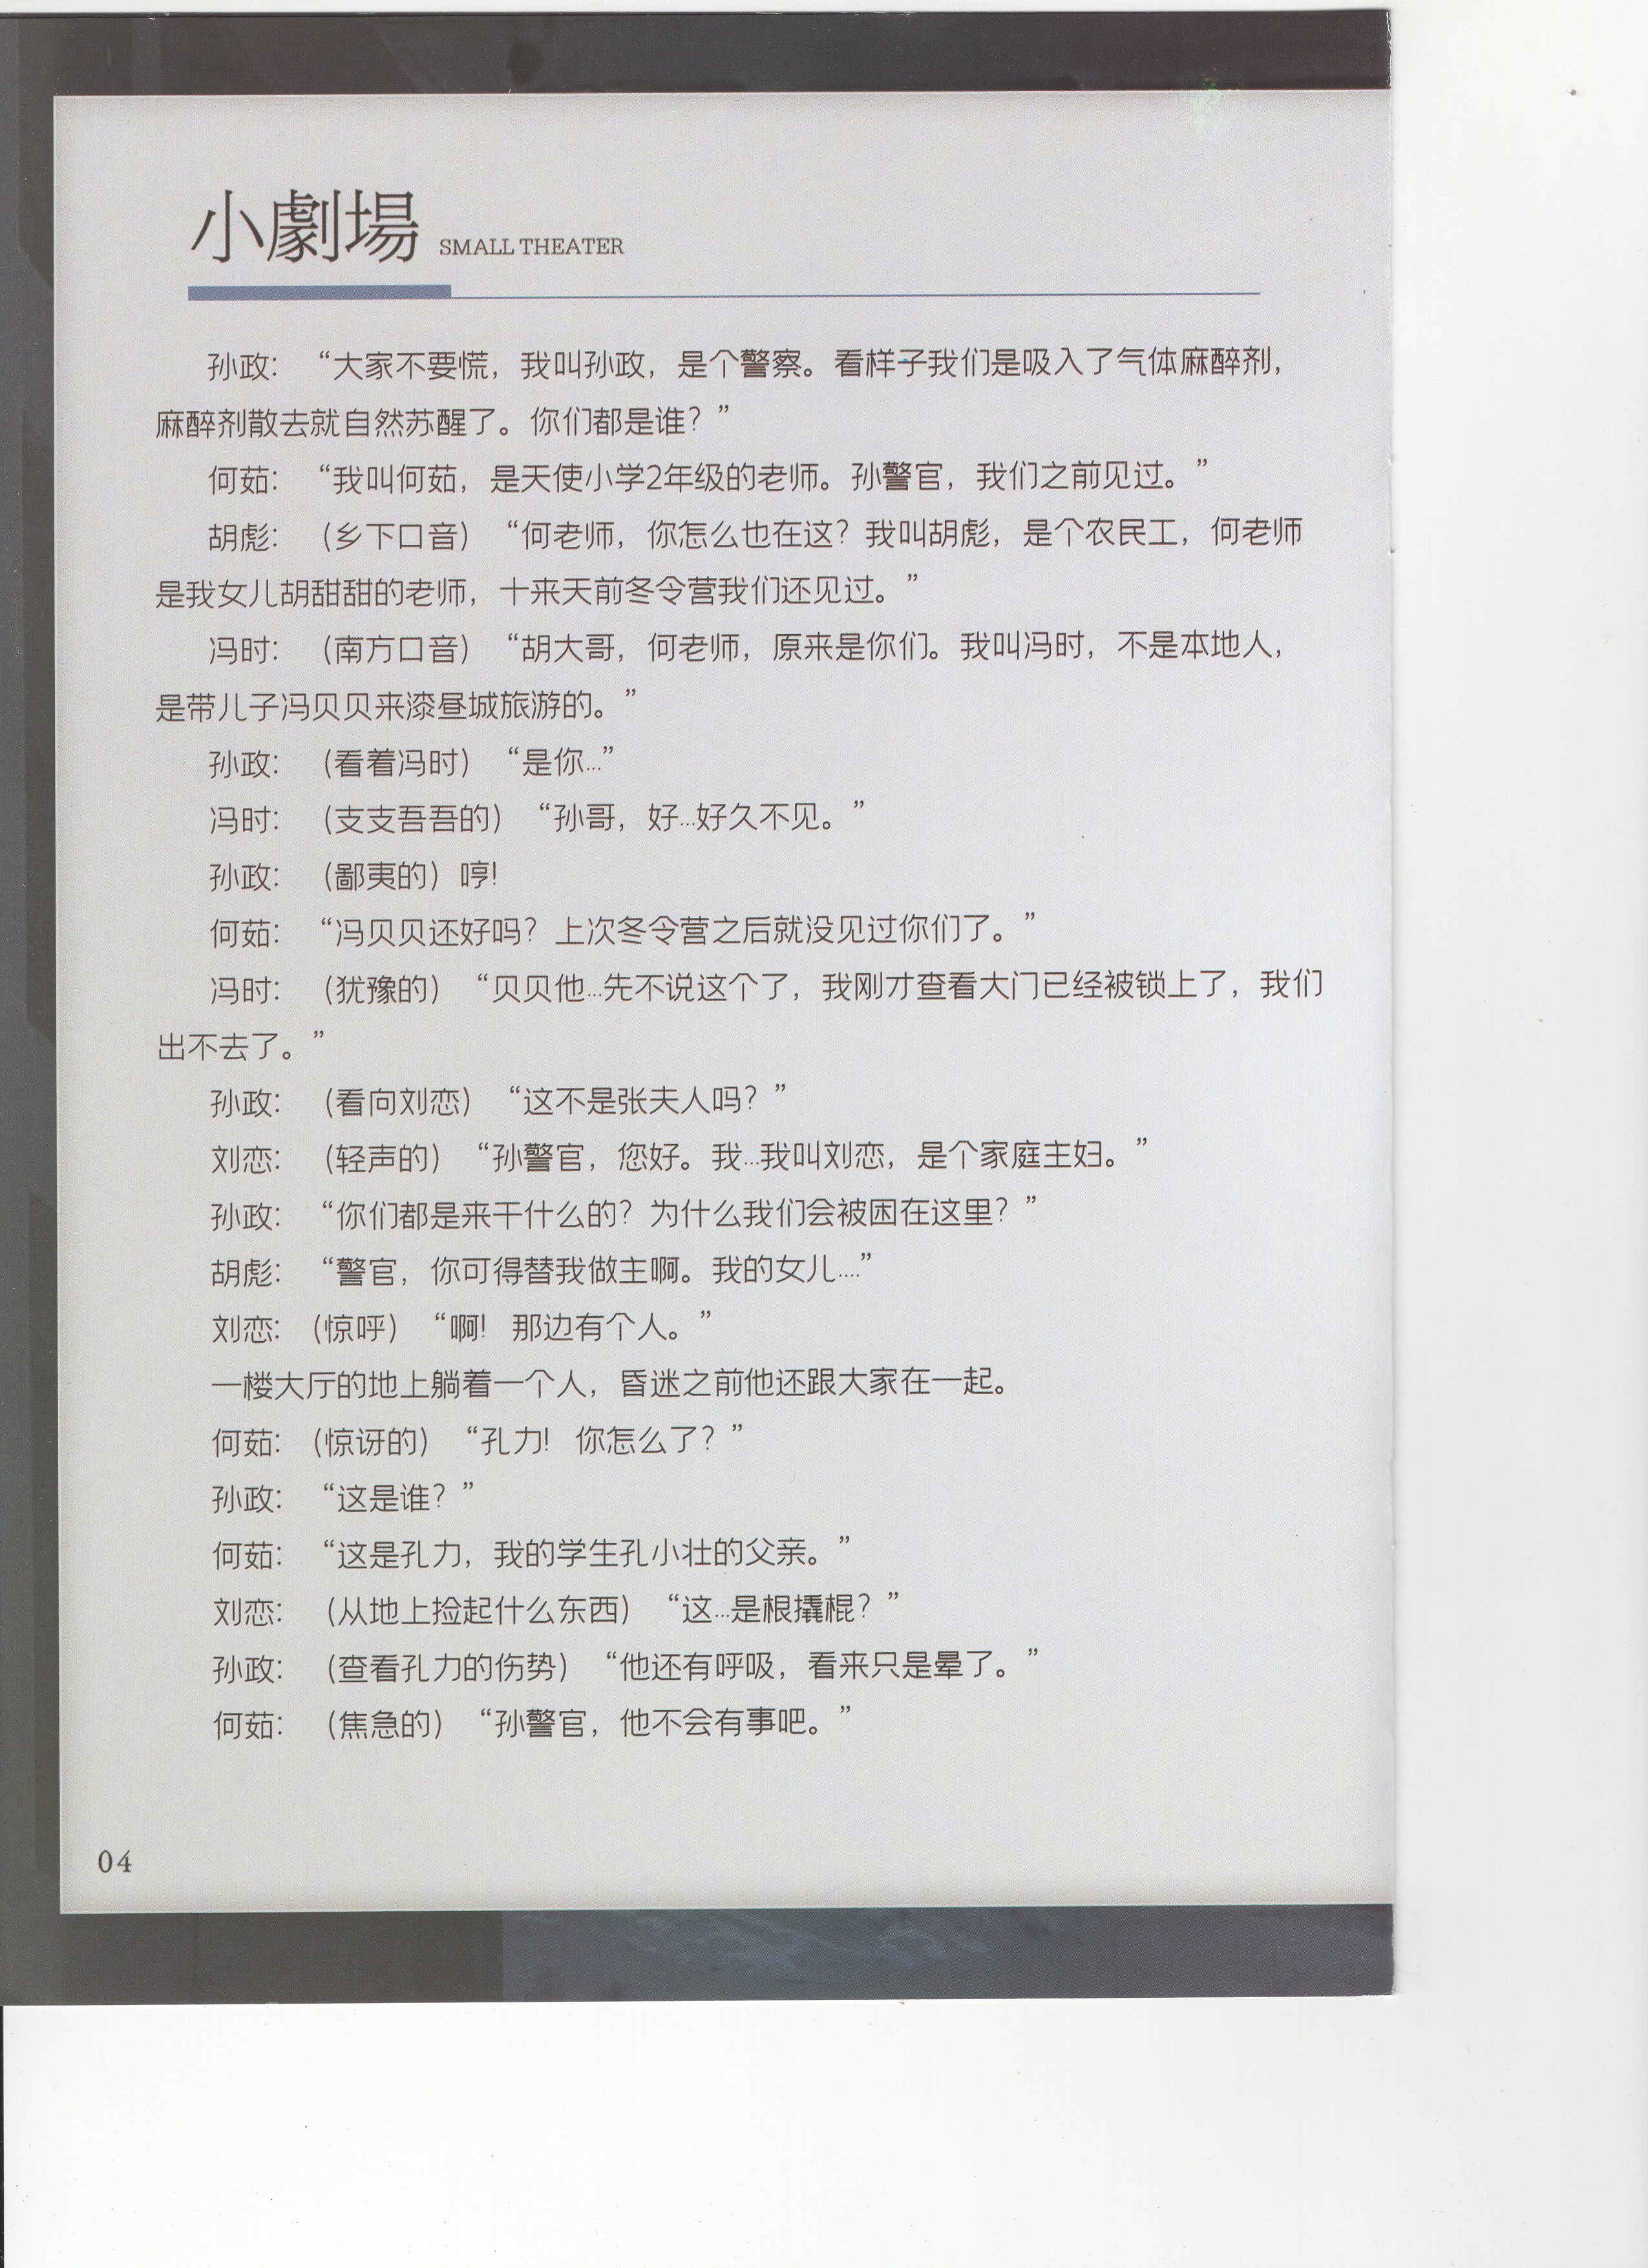 小劇場 SMALL THEATER
孙政：“大家不要慌，我叫孙政，是个警察。看样子我们是吸入了气体麻醉剂，
麻醉剂散去就自然苏醒了。你们都是谁？”
何茹：“我叫何茹，是天使小学2年级的老师。孙警官，我们之前见过。”
胡彪：（乡下口音）“何老师，你怎么也在这？我叫胡彪，是个农民工，何老师
是我女儿胡甜甜的老师，十来天前冬令营我们还见过。”
冯时：（南方口音）“胡大哥，何老师，原来是你们。我叫冯时，不是本地人，
是带儿子冯贝贝来漆昼城旅游的。”
孙政：（看着冯时）“是你...”
冯时：（支支吾吾的）“孙哥，好...好久不见。”
孙政：（鄙夷的）哼!
何茹：“冯贝贝还好吗？上次冬令营之后就没见过你们了。”
冯时：（犹豫的）“贝贝他...先不说这个了，我刚才查看大门已经被锁上了，我们
出不去了。”
孙政：（看向刘恋）“这不是张夫人吗？”
刘恋：（轻声的）“孙警官，您好。我...我叫刘恋，是个家庭主妇。”
孙政：“你们都是来干什么的？为什么我们会被困在这里？”
胡彪：“警官，你可得替我做主啊。我的女儿....”
刘恋：（惊呼）“啊! 那边有个人。”
一楼大厅的地上躺着一个人，昏迷之前他还跟大家在一起。
何茹：（惊讶的）“孔力! 你怎么了？”
孙政：“这是谁？”
何茹：“这是孔力，我的学生孔小壮的父亲。”
刘恋：（从地上捡起什么东西）“这...是根撬棍？”
孙政：（查看孔力的伤势）“他还有呼吸，看来只是晕了。”
何茹：（焦急的）“孙警官，他不会有事吧。”
04